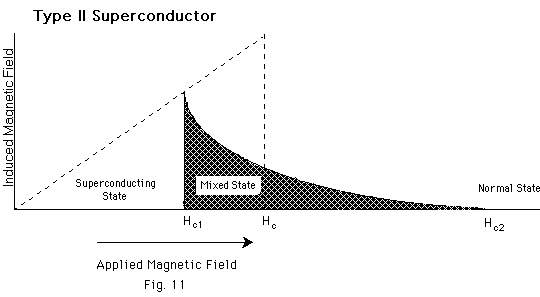 Type II Superconductor
Induced Magnetic Field
Superconducting
State
Mixed State
Normal State
Hc1
Hc
Hc2
Applied Magnetic Field
Fig. 11